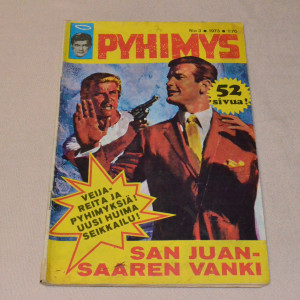 PYHIMYS
52
sivua!
VEIJA-
REITA JA
PYHIMYKSIÄ!
UUSI HUIMA
SEIKKAILU!
SAN JUAN-
SAAREN VANKI